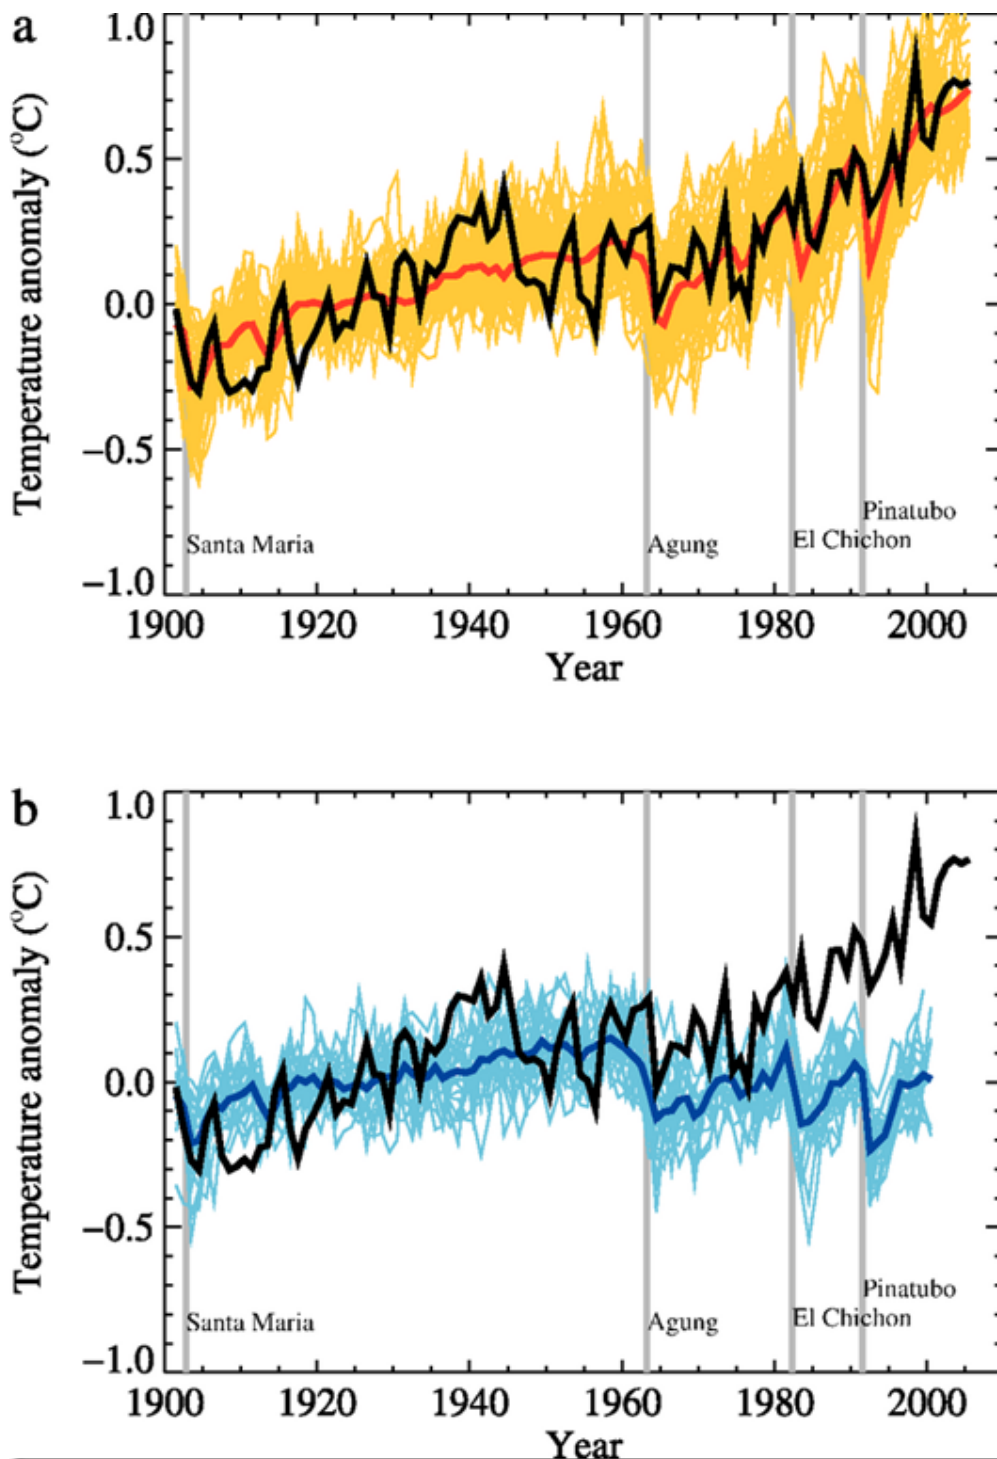 a
Temperature anomaly (°C)
1.0
0.5
0.0
−0.5
−1.0
Santa Maria
Agung
El Chichon
Pinatubo
1900 1920 1940 1960 1980 2000
Year
b
Temperature anomaly (°C)
1.0
0.5
0.0
−0.5
−1.0
Santa Maria
Agung
El Chichon
Pinatubo
1900 1920 1940 1960 1980 2000
Year